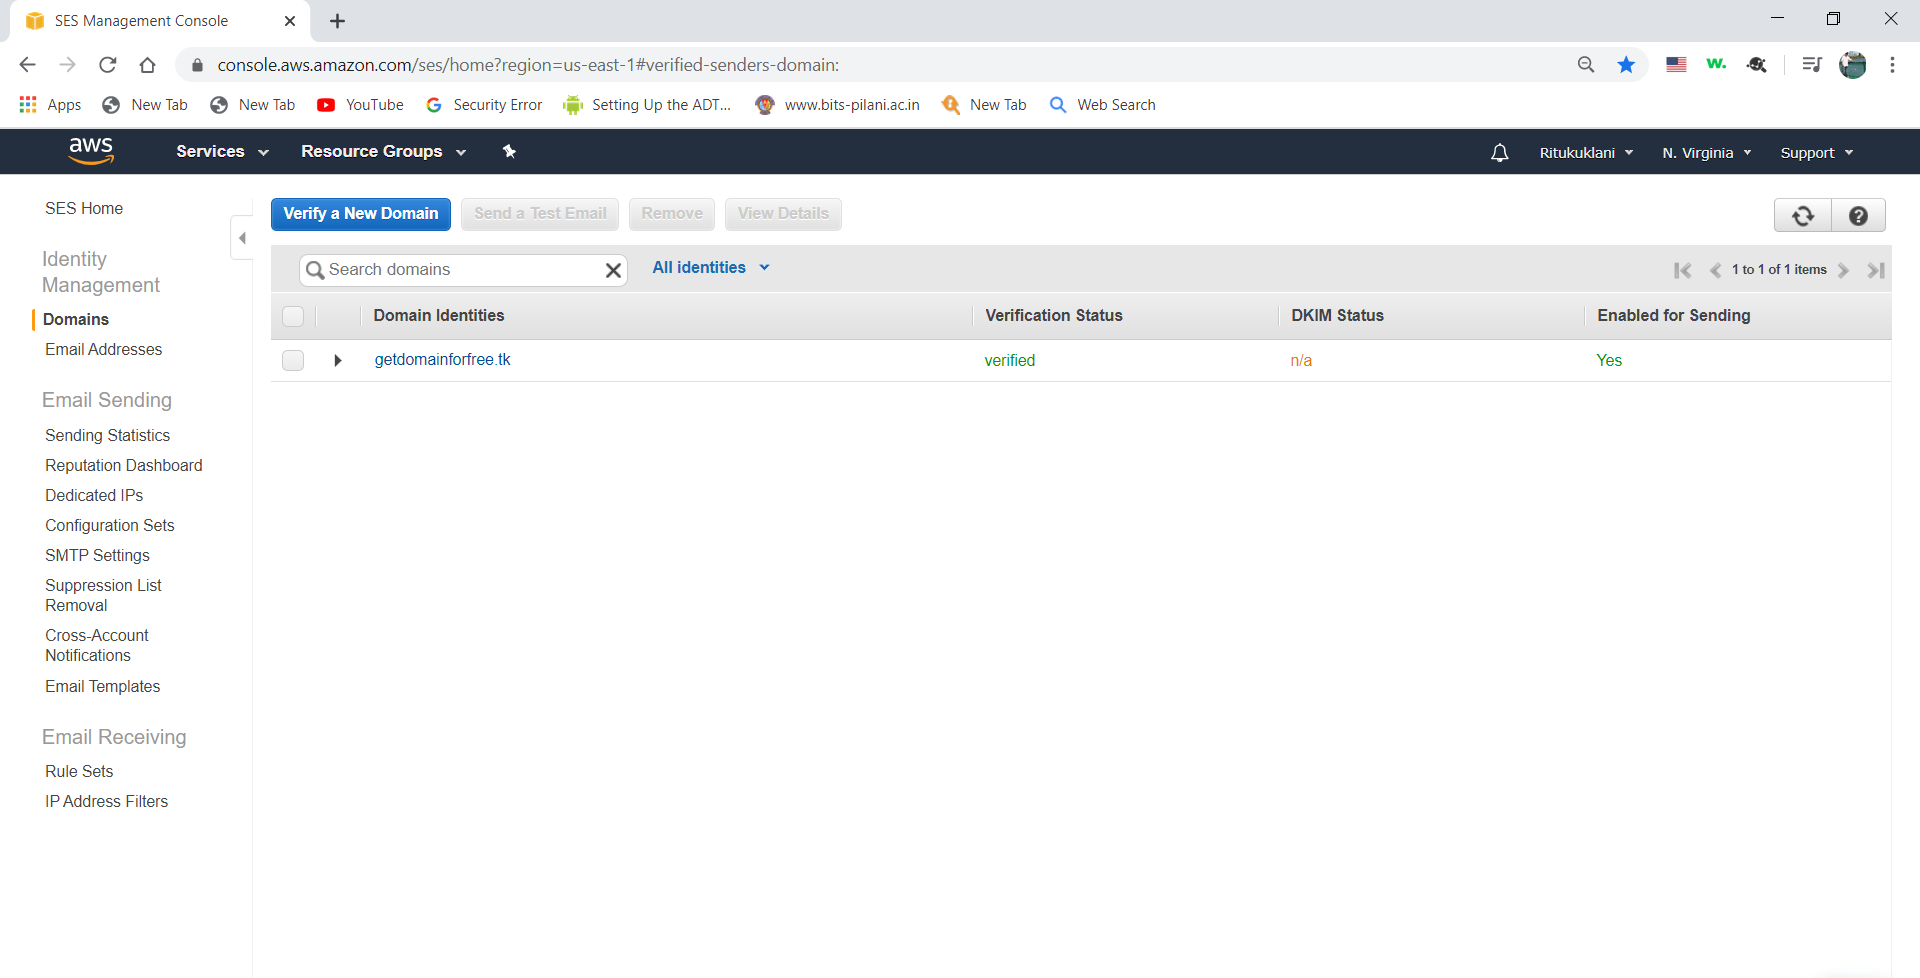 SES Management Console
console.aws.amazon.com/ses/home?region=us-east-1#verified-senders-domain:
w.
Apps New Tab New Tab YouTube Security Error Setting Up the ADT... www.bits-pilani.ac.in New Tab Web Search
aws Services Resource Groups Ritukuklani N. Virginia Support
SES Home
Identity
Management
Domains
Email Addresses
Email Sending
Sending Statistics
Reputation Dashboard
Dedicated IPs
Configuration Sets
SMTP Settings
Suppression List
Removal
Cross-Account
Notifications
Email Templates
Email Receiving
Rule Sets
IP Address Filters
Verify a New Domain Send a Test Email Remove View Details
Search domains All identities 1 to 1 of 1 items
Domain Identities Verification Status DKIM Status Enabled for Sending
getdomainforfree.tk verified n/a Yes